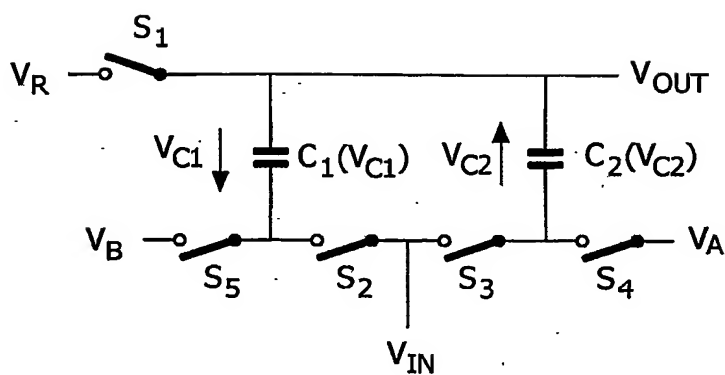 S1
VR
VOUT
VC1
C1(VC1)
VC2
C2(VC2)
VB
S5
S2
S3
S4
VA
VIN